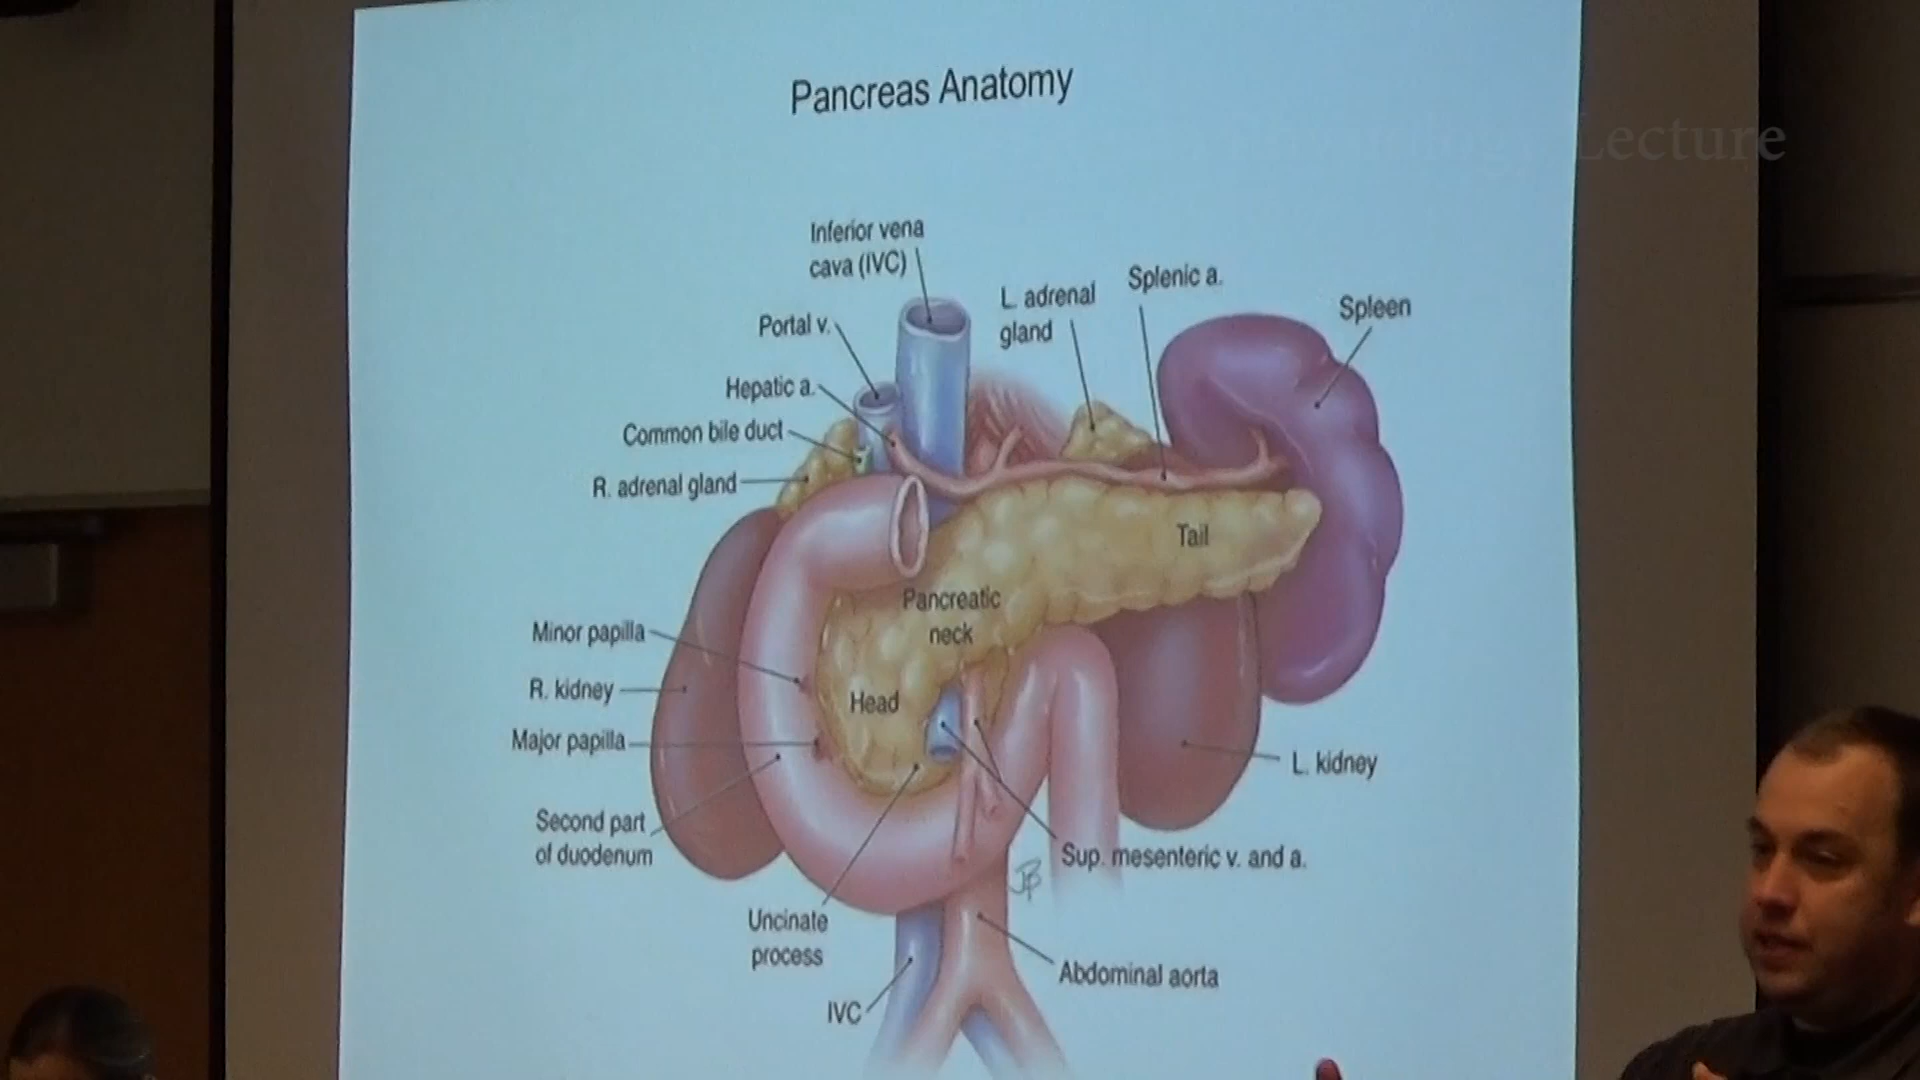 Pancreas Anatomy
Lecture
Inferior vena
cava (IVC)
L. adrenal
gland
Splenic a.
Spleen
Portal v.
Hepatic a.
Common bile duct
R. adrenal gland
Tail
Pancreatic
neck
Minor papilla
R. kidney
Head
Major papilla
L. kidney
Second part
of duodenum
Sup. mesenteric v. and a.
Uncinate
process
Abdominal aorta
IVC